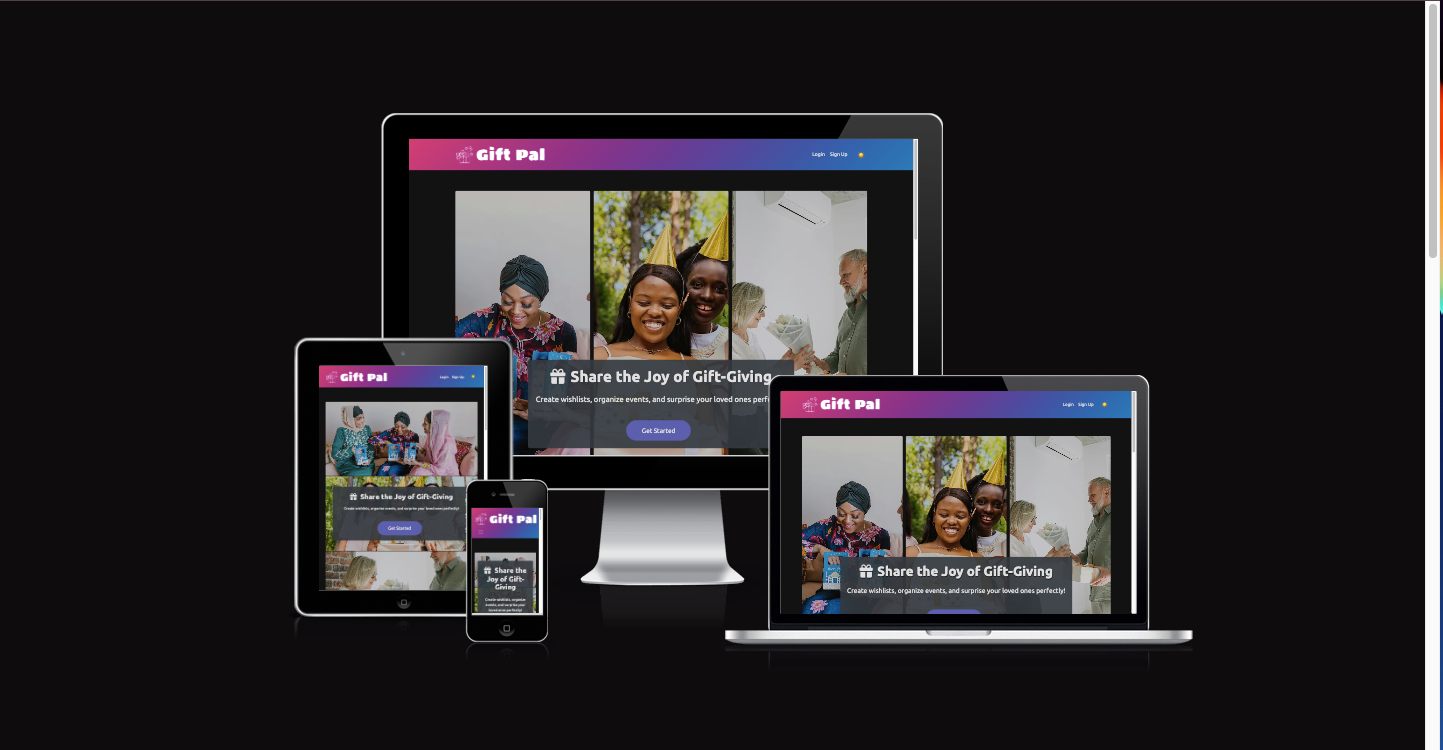 Gift Pal
Login Sign Up
Share the Joy of Gift-Giving
Create wishlists, organize events, and surprise your loved ones perf
Get Started
Gift Pal
Login Sign Up
Share the Joy of Gift-Giving
Create wishlists, organize events, and surprise your loved ones perfectly!
Get Started
Gift Pal
Share the
Joy of Gift-
Giving
Create wishlists, organize
events, and surprise your
loved ones perfectly!
Gift Pal
Login Sign Up
Share the Joy of Gift-Giving
Create wishlists, organize events, and surprise your loved ones perfectly!